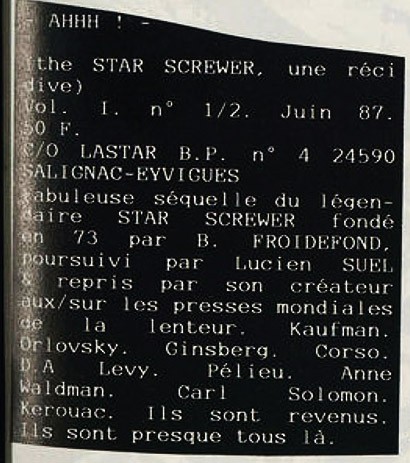 - AHHH ! -
(the STAR SCREWER, une réci
dive)
Vol. I. n° 1/2. Juin 87.
50 F.
C/O LASTAR B.P. n° 4 24590
SALIGNAC-EYVIGUES
Fabuleuse séquelle du légen-
daire STAR SCREWER fondé
en 73 par B. FROIDEFOND,
poursuivi par Lucien SUEL
& repris par son créateur
aux/sur les presses mondiales
de la lenteur. Kaufman.
Orlovsky. Ginsberg. Corso.
D.A Levy. Pélieu. Anne
Waldman. Carl Solomon.
Kerouac. Ils sont revenus.
Ils sont presque tous là.